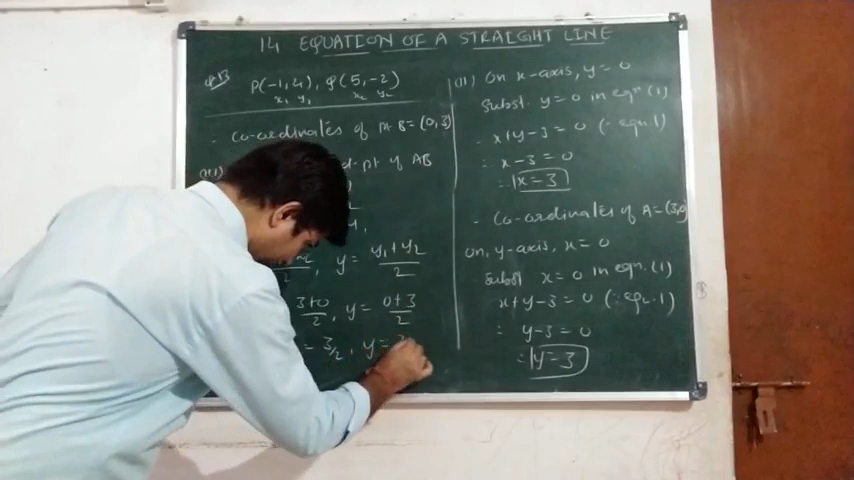 14 EQUATION OF A STRAIGHT LINE
Q.13 P(-1,4), Q(5,-2)
x₁ y₁ x₂ y₂
∴ co-ordinates of pt B = (0,3)
(III) d-pt of AB
y = y₁+y₂/2
3+0/2, y = 0+3/2
= 3/2, y =
(II) On x-axis, y = 0
Subst. y = 0 in eqⁿ (1)
∴ x+y-3 = 0 (∵ eqn 1)
∴ x-3 = 0
∴ x = 3
∴ Co-ordinates of A = (3,0)
on, y-axis, x = 0
Subst x = 0 in eqn. (1)
x+y-3 = 0 (∵ eqn. 1)
∴ y-3 = 0
∴ y = 3